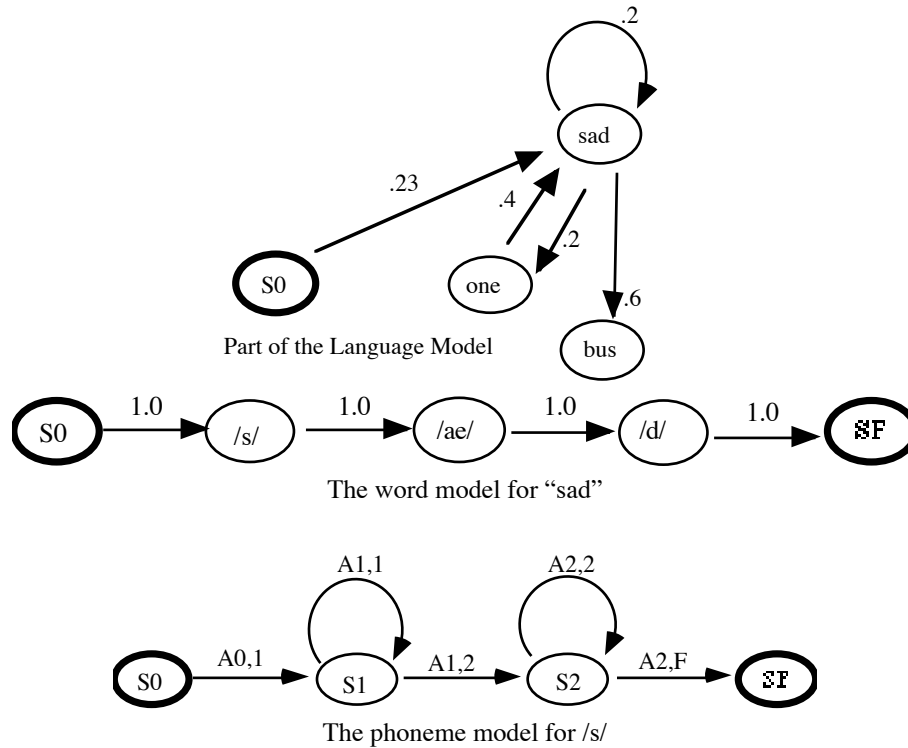 .2
sad
.23
.4
.2
S0
one
.6
Part of the Language Model
bus
1.0 1.0 1.0 1.0
S0 /s/ /ae/ /d/ SF
The word model for “sad”
A1,1 A2,2
A0,1 A1,2 A2,F
S0 S1 S2 SF
The phoneme model for /s/